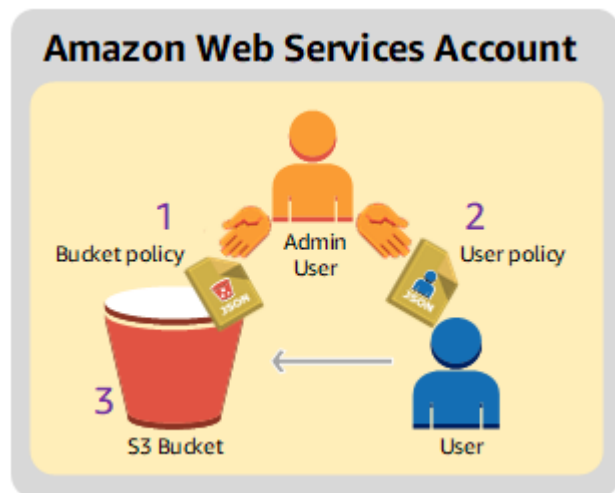 Amazon Web Services Account
1
Bucket policy
Admin
User
2
User policy
JSON
JSON
3
S3 Bucket
User